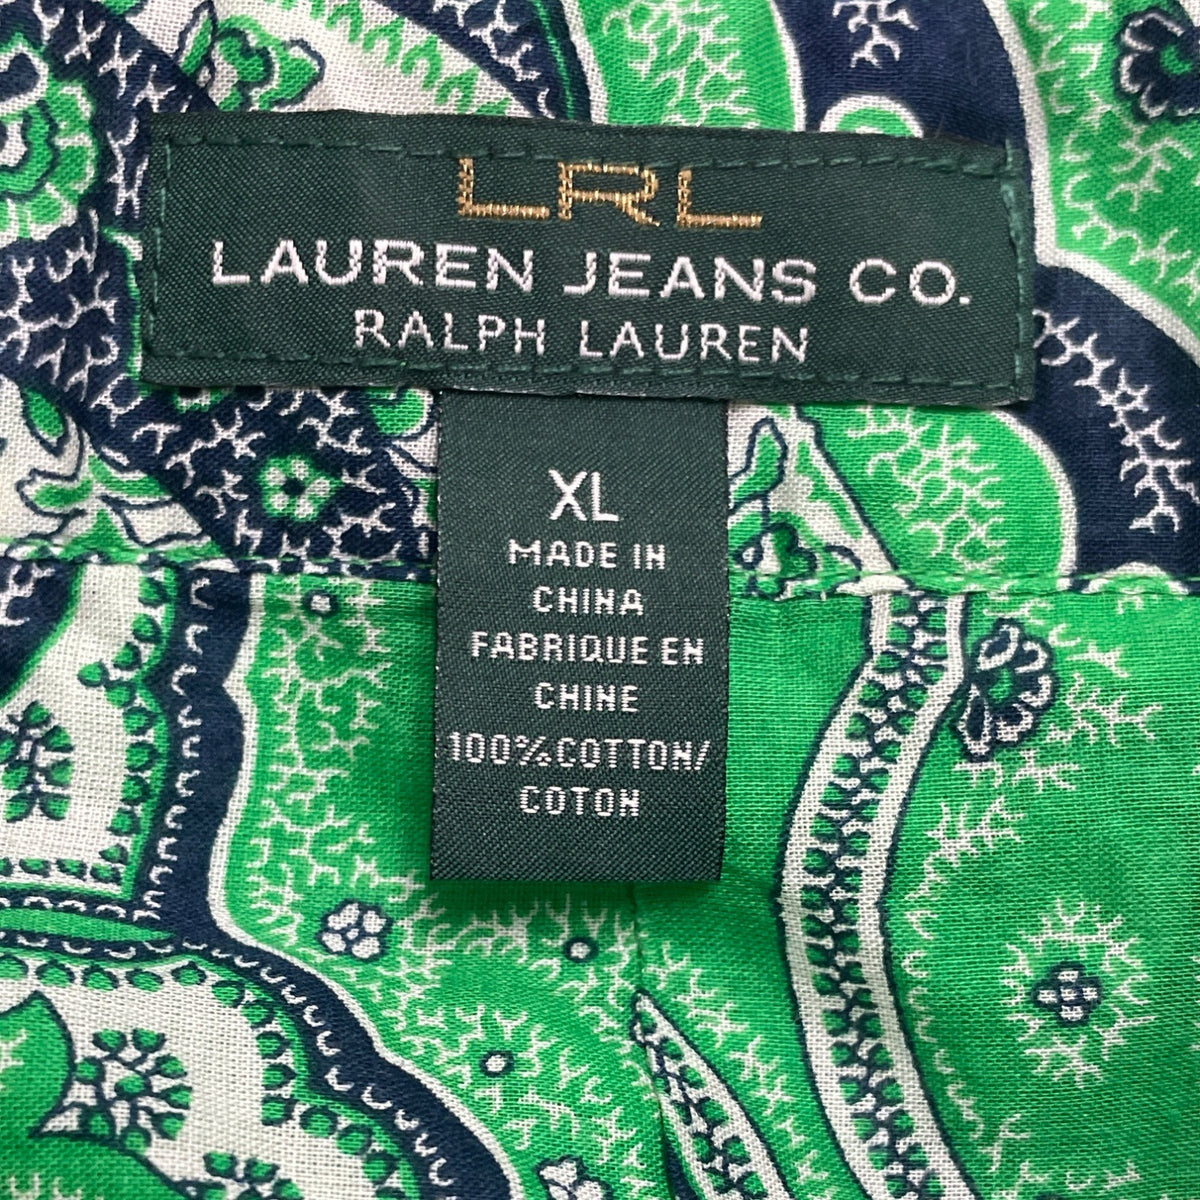 LRL
LAUREN JEANS CO.
RALPH LAUREN
XL
MADE IN
CHINA
FABRIQUE EN
CHINE
100%COTTON/
COTON